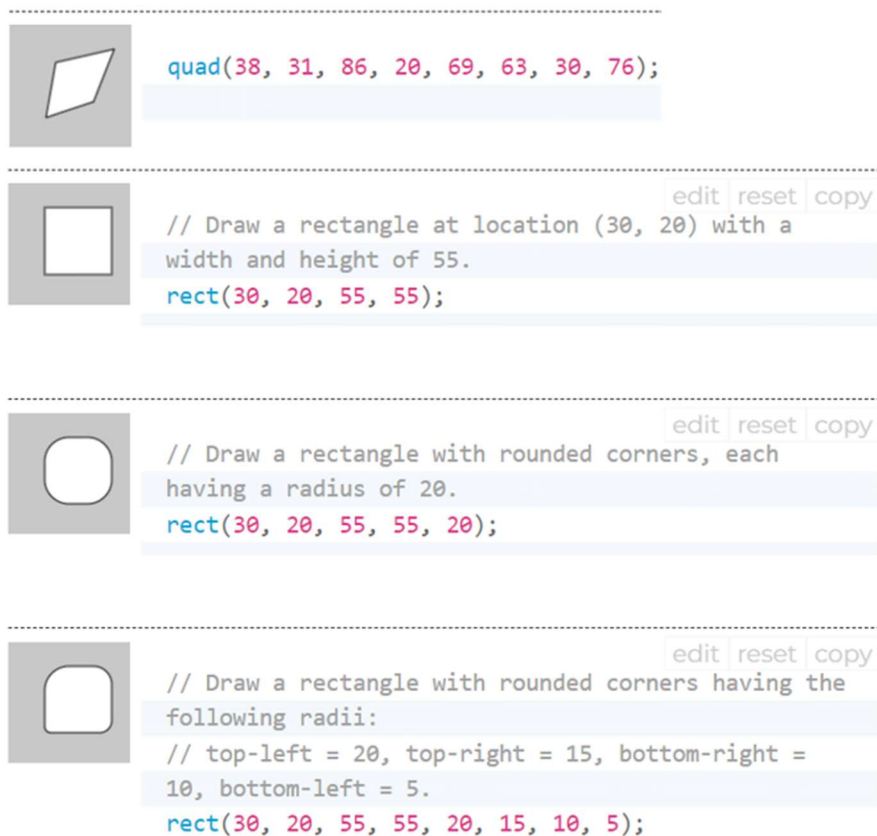 quad(38, 31, 86, 20, 69, 63, 30, 76);
edit reset copy
// Draw a rectangle at location (30, 20) with a
width and height of 55.
rect(30, 20, 55, 55);
edit reset copy
// Draw a rectangle with rounded corners, each
having a radius of 20.
rect(30, 20, 55, 55, 20);
edit reset copy
// Draw a rectangle with rounded corners having the
following radii:
// top-left = 20, top-right = 15, bottom-right =
10, bottom-left = 5.
rect(30, 20, 55, 55, 20, 15, 10, 5);